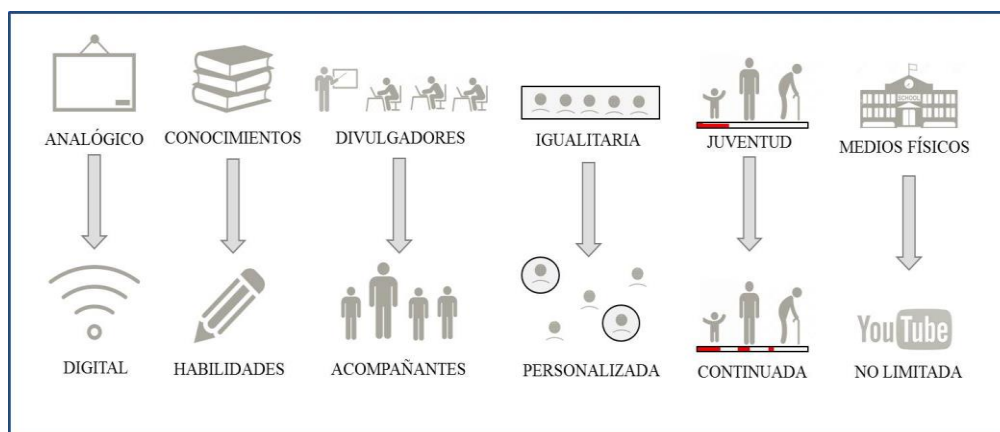 ANALÓGICO CONOCIMIENTOS DIVULGADORES IGUALITARIA JUVENTUD MEDIOS FÍSICOS
SCHOOL
DIGITAL HABILIDADES ACOMPAÑANTES PERSONALIZADA CONTINUADA NO LIMITADA
YouTube